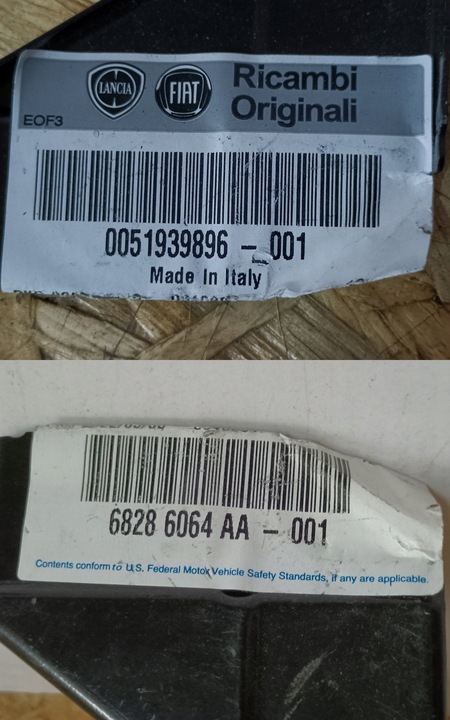 LANCIA
FIAT
Ricambi
Originali
EOF3
0051939896 - 001
Made In Italy
6828 6064 AA - 001
Contents conform to U.S. Federal Motor Vehicle Safety Standards, if any are applicable.